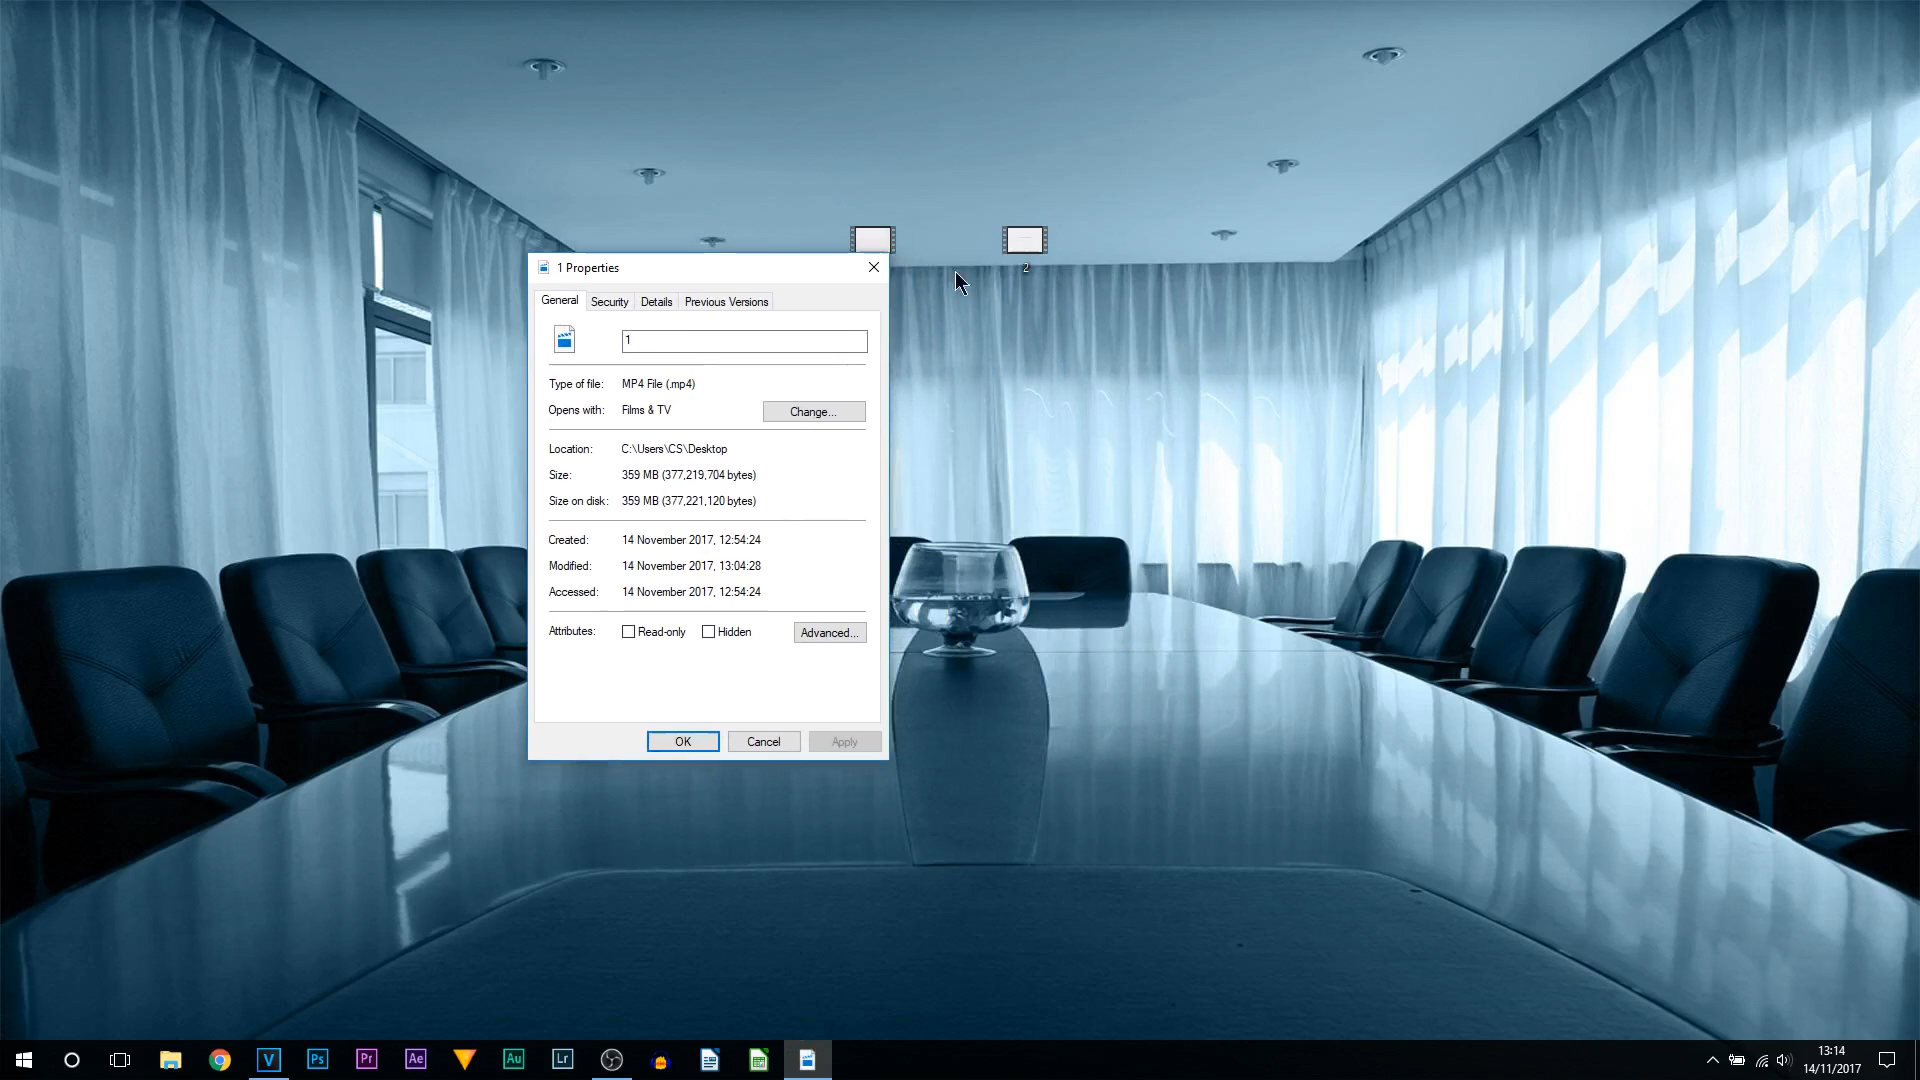 2
1 Properties
General Security Details Previous Versions
1
Type of file: MP4 File (.mp4)
Opens with: Films & TV Change...
Location: C:\Users\CS\Desktop
Size: 359 MB (377,219,704 bytes)
Size on disk: 359 MB (377,221,120 bytes)
Created: 14 November 2017, 12:54:24
Modified: 14 November 2017, 13:04:28
Accessed: 14 November 2017, 12:54:24
Attributes: Read-only Hidden Advanced...
OK Cancel Apply
V Ps Pr Ae Au Lr
13:14
14/11/2017